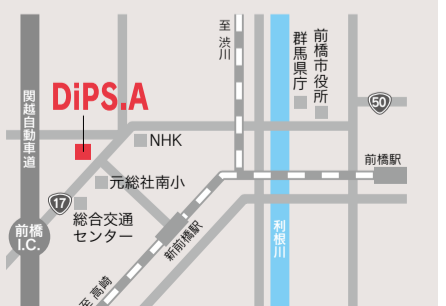 至渋川
群馬県庁
前橋市役所
DiPS.A
関越自動車道
50
NHK
前橋駅
元総社南小
17
総合交通
センター
前橋
I.C.
新前橋駅
利根川
至高崎